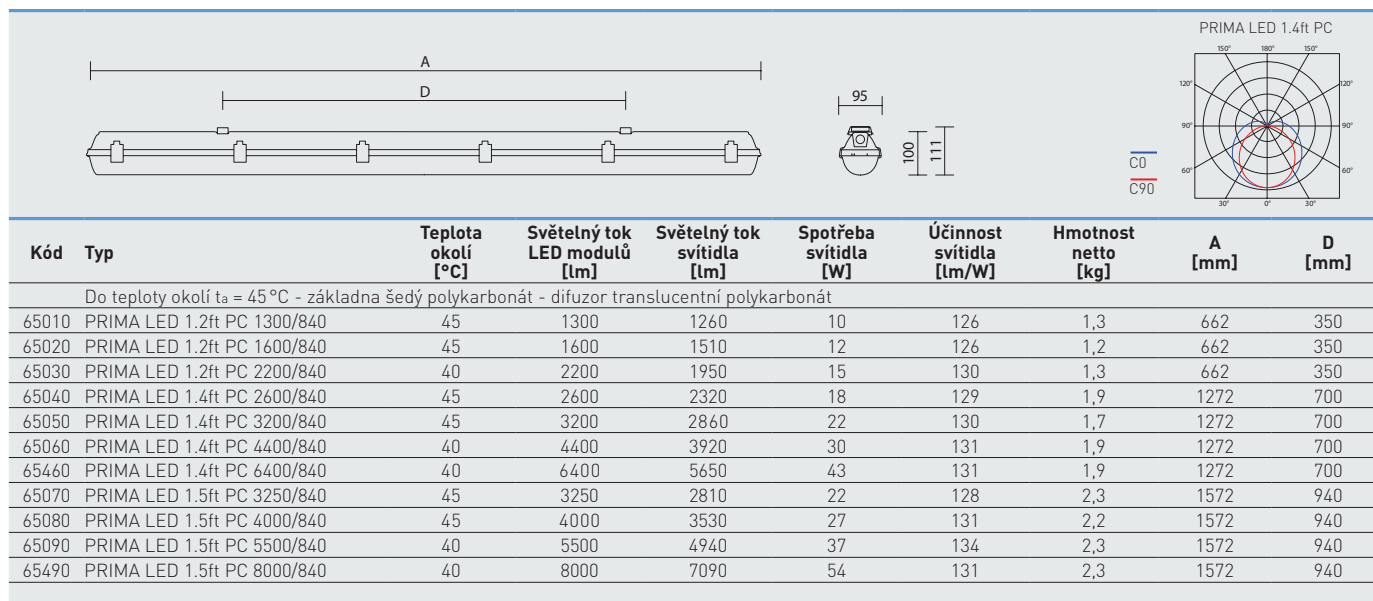 PRIMA LED 1.4ft PC
150° 180° 150°
120° 120°
90° 90°
60° 60°
30° 0° 30°
C0
C90
A
D
95
100
111
Kód Typ Teplota okolí [°C] Světelný tok LED modulů [lm] Světelný tok svítidla [lm] Spotřeba svítidla [W] Účinnost svítidla [lm/W] Hmotnost netto [kg] A [mm] D [mm]
Do teploty okolí ta = 45°C - základna šedý polykarbonát - difuzor translucentní polykarbonát
65010 PRIMA LED 1.2ft PC 1300/840 45 1300 1260 10 126 1,3 662 350
65020 PRIMA LED 1.2ft PC 1600/840 45 1600 1510 12 126 1,2 662 350
65030 PRIMA LED 1.2ft PC 2200/840 40 2200 1950 15 130 1,3 662 350
65040 PRIMA LED 1.4ft PC 2600/840 45 2600 2320 18 129 1,9 1272 700
65050 PRIMA LED 1.4ft PC 3200/840 45 3200 2860 22 130 1,7 1272 700
65060 PRIMA LED 1.4ft PC 4400/840 40 4400 3920 30 131 1,9 1272 700
65460 PRIMA LED 1.4ft PC 6400/840 40 6400 5650 43 131 1,9 1272 700
65070 PRIMA LED 1.5ft PC 3250/840 45 3250 2810 22 128 2,3 1572 940
65080 PRIMA LED 1.5ft PC 4000/840 45 4000 3530 27 131 2,2 1572 940
65090 PRIMA LED 1.5ft PC 5500/840 40 5500 4940 37 134 2,3 1572 940
65490 PRIMA LED 1.5ft PC 8000/840 40 8000 7090 54 131 2,3 1572 940